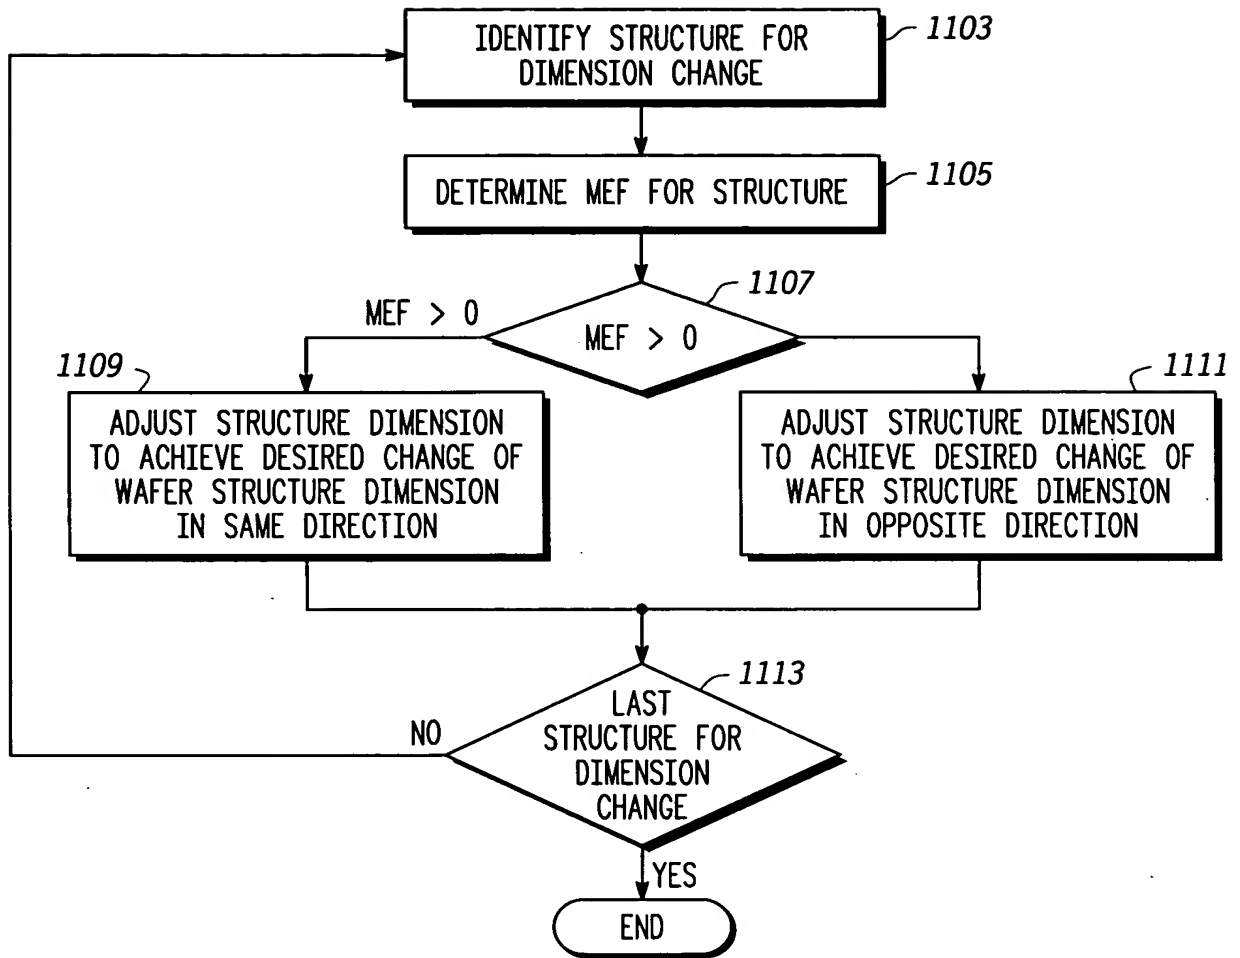 IDENTIFY STRUCTURE FOR
DIMENSION CHANGE
1103
DETERMINE MEF FOR STRUCTURE
1105
1107
MEF > 0
MEF > 0
1109
ADJUST STRUCTURE DIMENSION
TO ACHIEVE DESIRED CHANGE OF
WAFER STRUCTURE DIMENSION
IN SAME DIRECTION
1111
ADJUST STRUCTURE DIMENSION
TO ACHIEVE DESIRED CHANGE OF
WAFER STRUCTURE DIMENSION
IN OPPOSITE DIRECTION
1113
LAST
STRUCTURE FOR
DIMENSION
CHANGE
NO
YES
END